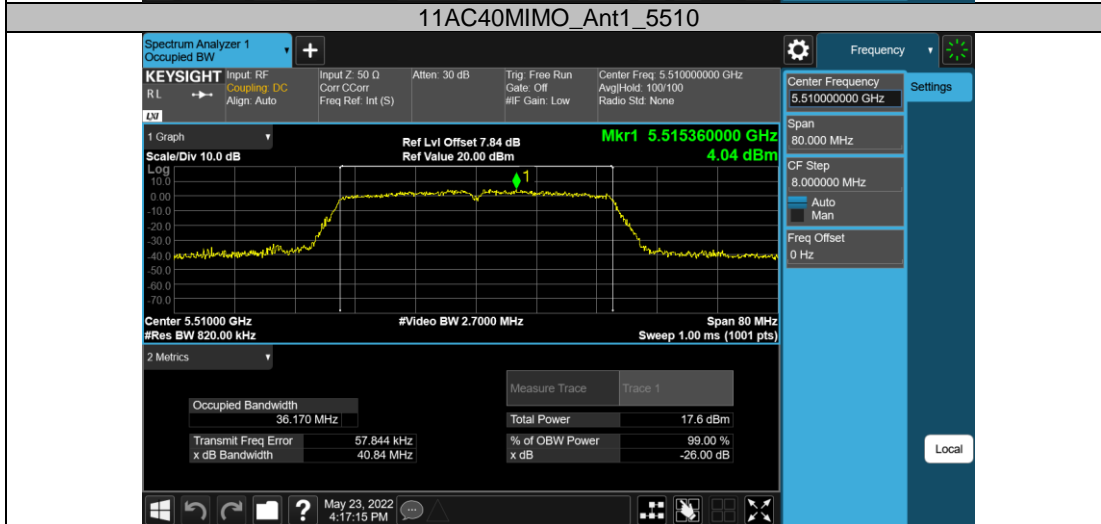 11AC40MIMO_Ant1_5510
Spectrum Analyzer 1
Occupied BW
+
Frequency
KEYSIGHT
RL
LXI
Input: RF
Coupling: DC
Align: Auto
Input Z: 50 Ω
Corr CCorr
Freq Ref: Int (S)
Atten: 30 dB
Trig: Free Run
Gate: Off
#IF Gain: Low
Center Freq: 5.510000000 GHz
Avg|Hold: 100/100
Radio Std: None
Center Frequency
5.510000000 GHz
Settings
Span
80.000 MHz
CF Step
8.000000 MHz
Auto
Man
Freq Offset
0 Hz
1 Graph
Scale/Div 10.0 dB
Ref Lvl Offset 7.84 dB
Ref Value 20.00 dBm
Mkr1 5.515360000 GHz
4.04 dBm
Log
1
10.0
0.00
-10.0
-20.0
-30.0
-40.0
-50.0
-60.0
-70.0
Center 5.51000 GHz
#Res BW 820.00 kHz
#Video BW 2.7000 MHz
Span 80 MHz
Sweep 1.00 ms (1001 pts)
2 Metrics
Measure Trace Trace 1
Occupied Bandwidth
36.170 MHz
Total Power 17.6 dBm
Transmit Freq Error 57.844 kHz
% of OBW Power 99.00 %
x dB Bandwidth 40.84 MHz
x dB -26.00 dB
Local
?
May 23, 2022
4:17:15 PM